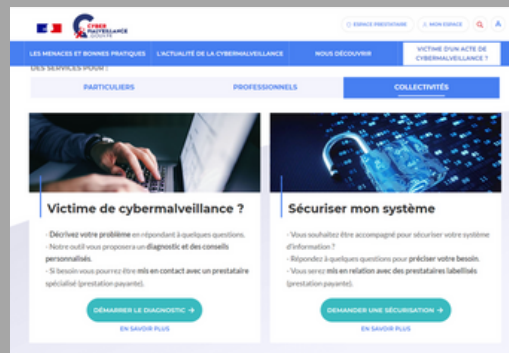 CYBER
MALVEILLANCE
.GOUV.FR
ESPACE PRESTATAIRE
MON ESPACE
A
LES MENACES ET BONNES PRATIQUES
L'ACTUALITÉ DE LA CYBERMALVEILLANCE
NOUS DÉCOUVRIR
VICTIME D'UN ACTE DE
CYBERMALVEILLANCE ?
DES SERVICES POUR :
PARTICULIERS
PROFESSIONNELS
COLLECTIVITÉS
Victime de cybermalveillance ?
- Décrivez votre problème en répondant à quelques questions.
- Notre outil vous proposera un diagnostic et des conseils
personnalisés.
- Si besoin vous pourrez être mis en contact avec un prestataire
spécialisé (prestation payante).
DÉMARRER LE DIAGNOSTIC →
EN SAVOIR PLUS
Sécuriser mon système
- Vous souhaitez être accompagné pour sécuriser votre système
d'information ?
- Répondez à quelques questions pour préciser votre besoin.
- Vous serez mis en relation avec des prestataires labellisés
(prestation payante).
DEMANDER UNE SÉCURISATION →
EN SAVOIR PLUS